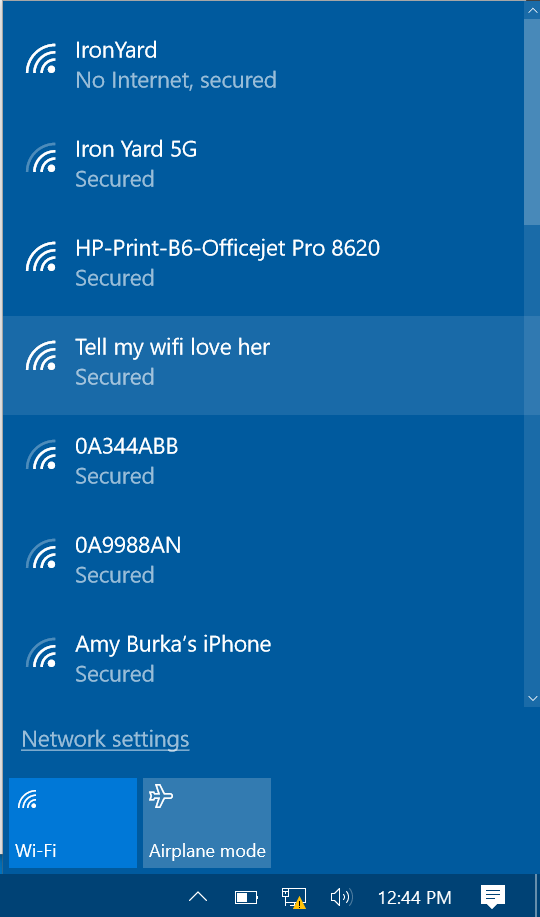 IronYard
No Internet, secured
Iron Yard 5G
Secured
HP-Print-B6-Officejet Pro 8620
Secured
Tell my wifi love her
Secured
0A344ABB
Secured
0A9988AN
Secured
Amy Burka’s iPhone
Secured
Network settings
Wi-Fi
Airplane mode
12:44 PM